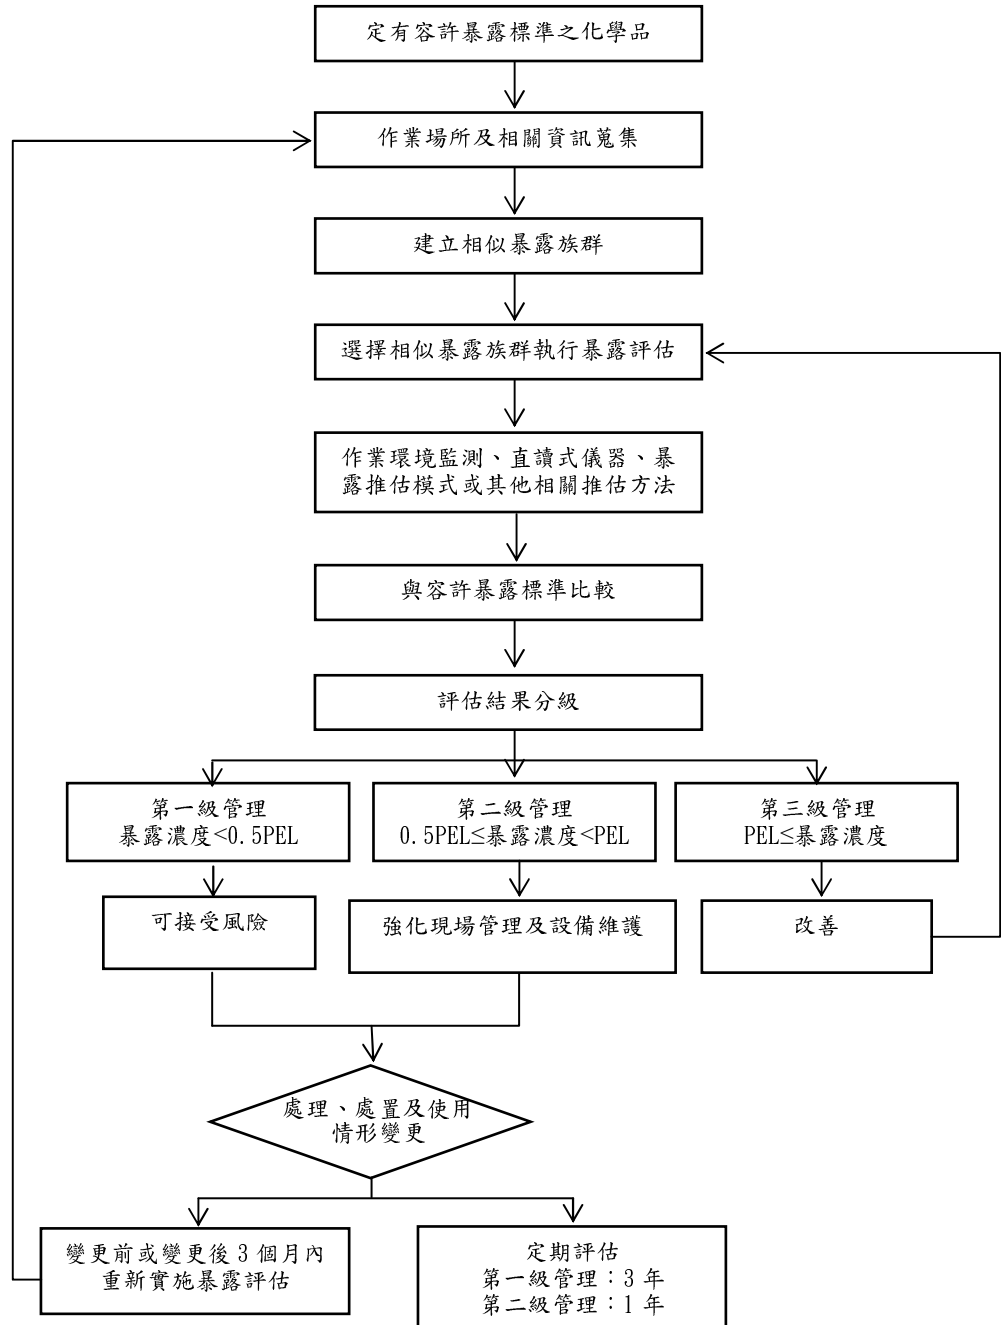 定有容許暴露標準之化學品
作業場所及相關資訊蒐集
建立相似暴露族群
選擇相似暴露族群執行暴露評估
作業環境監測、直讀式儀器、暴
露推估模式或其他相關推估方法
與容許暴露標準比較
評估結果分級
第一級管理
暴露濃度<0.5PEL
第二級管理
0.5PEL≤暴露濃度<PEL
第三級管理
PEL≤暴露濃度
可接受風險
強化現場管理及設備維護
改善
處理、處置及使用
情形變更
變更前或變更後 3 個月內
重新實施暴露評估
定期評估
第一級管理：3 年
第二級管理：1 年